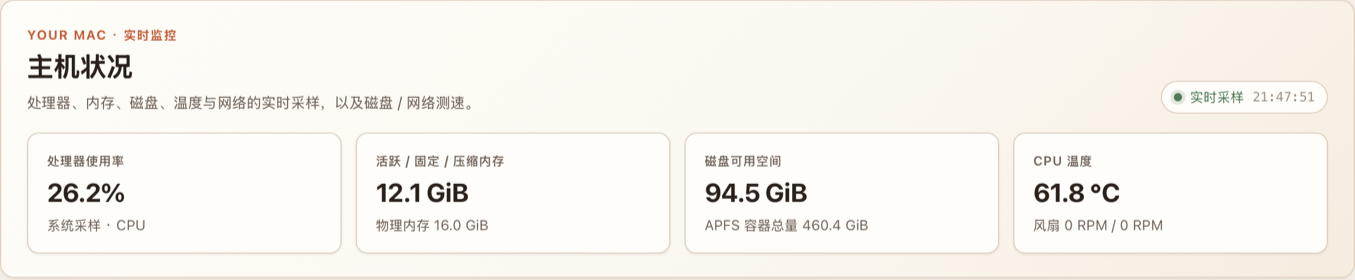 YOUR MAC · 实时监控
主机状况
处理器、内存、磁盘、温度与网络的实时采样，以及磁盘 / 网络测速。
实时采样 21:47:51
处理器使用率
26.2%
系统采样 · CPU
活跃 / 固定 / 压缩内存
12.1 GiB
物理内存 16.0 GiB
磁盘可用空间
94.5 GiB
APFS 容器总量 460.4 GiB
CPU 温度
61.8 °C
风扇 0 RPM / 0 RPM